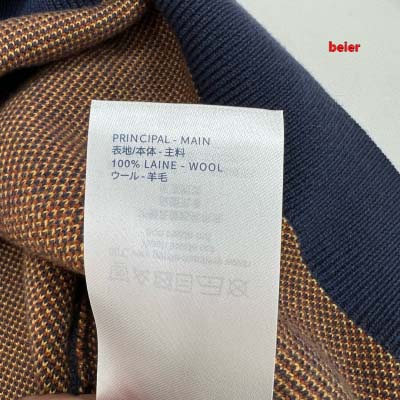 beier
PRINCIPAL - MAIN
表地/本体 - 主料
100% LAINE - WOOL
ウール - 羊毛